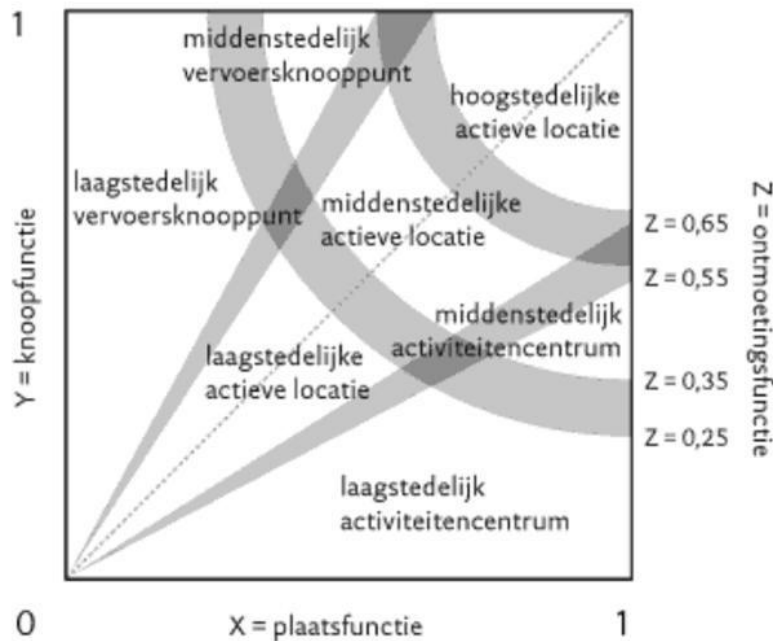 1
middenstedelijk
vervoersknooppunt
hoogstedelijke
actieve locatie
laagstedelijk
vervoersknooppunt
middenstedelijke
actieve locatie
Z = 0,65
Z = 0,55
middenstedelijk
activiteitencentrum
laagstedelijke
actieve locatie
Z = 0,35
Z = 0,25
laagstedelijk
activiteitencentrum
Y = knoopfunctie
Z = ontmoetingsfunctie
0
X = plaatsfunctie
1